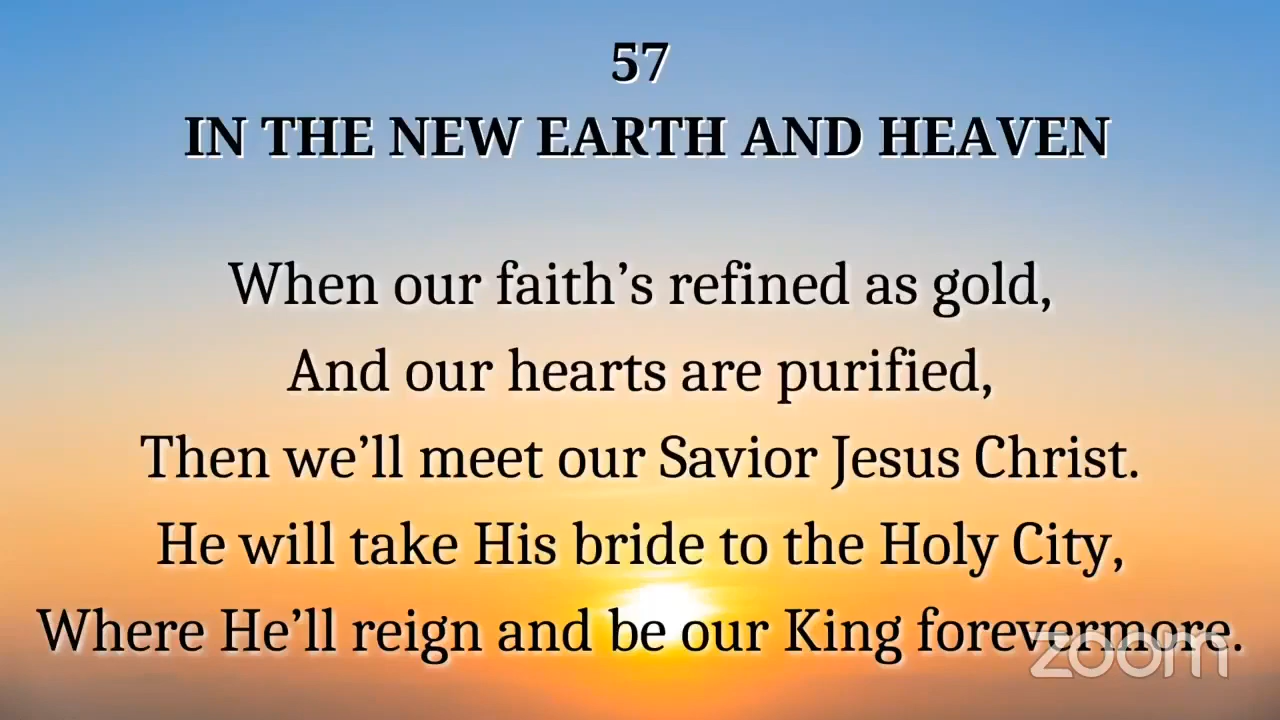 57
IN THE NEW EARTH AND HEAVEN
When our faith’s refined as gold,
And our hearts are purified,
Then we’ll meet our Savior Jesus Christ.
He will take His bride to the Holy City,
Where He’ll reign and be our King forevermore.
zoom